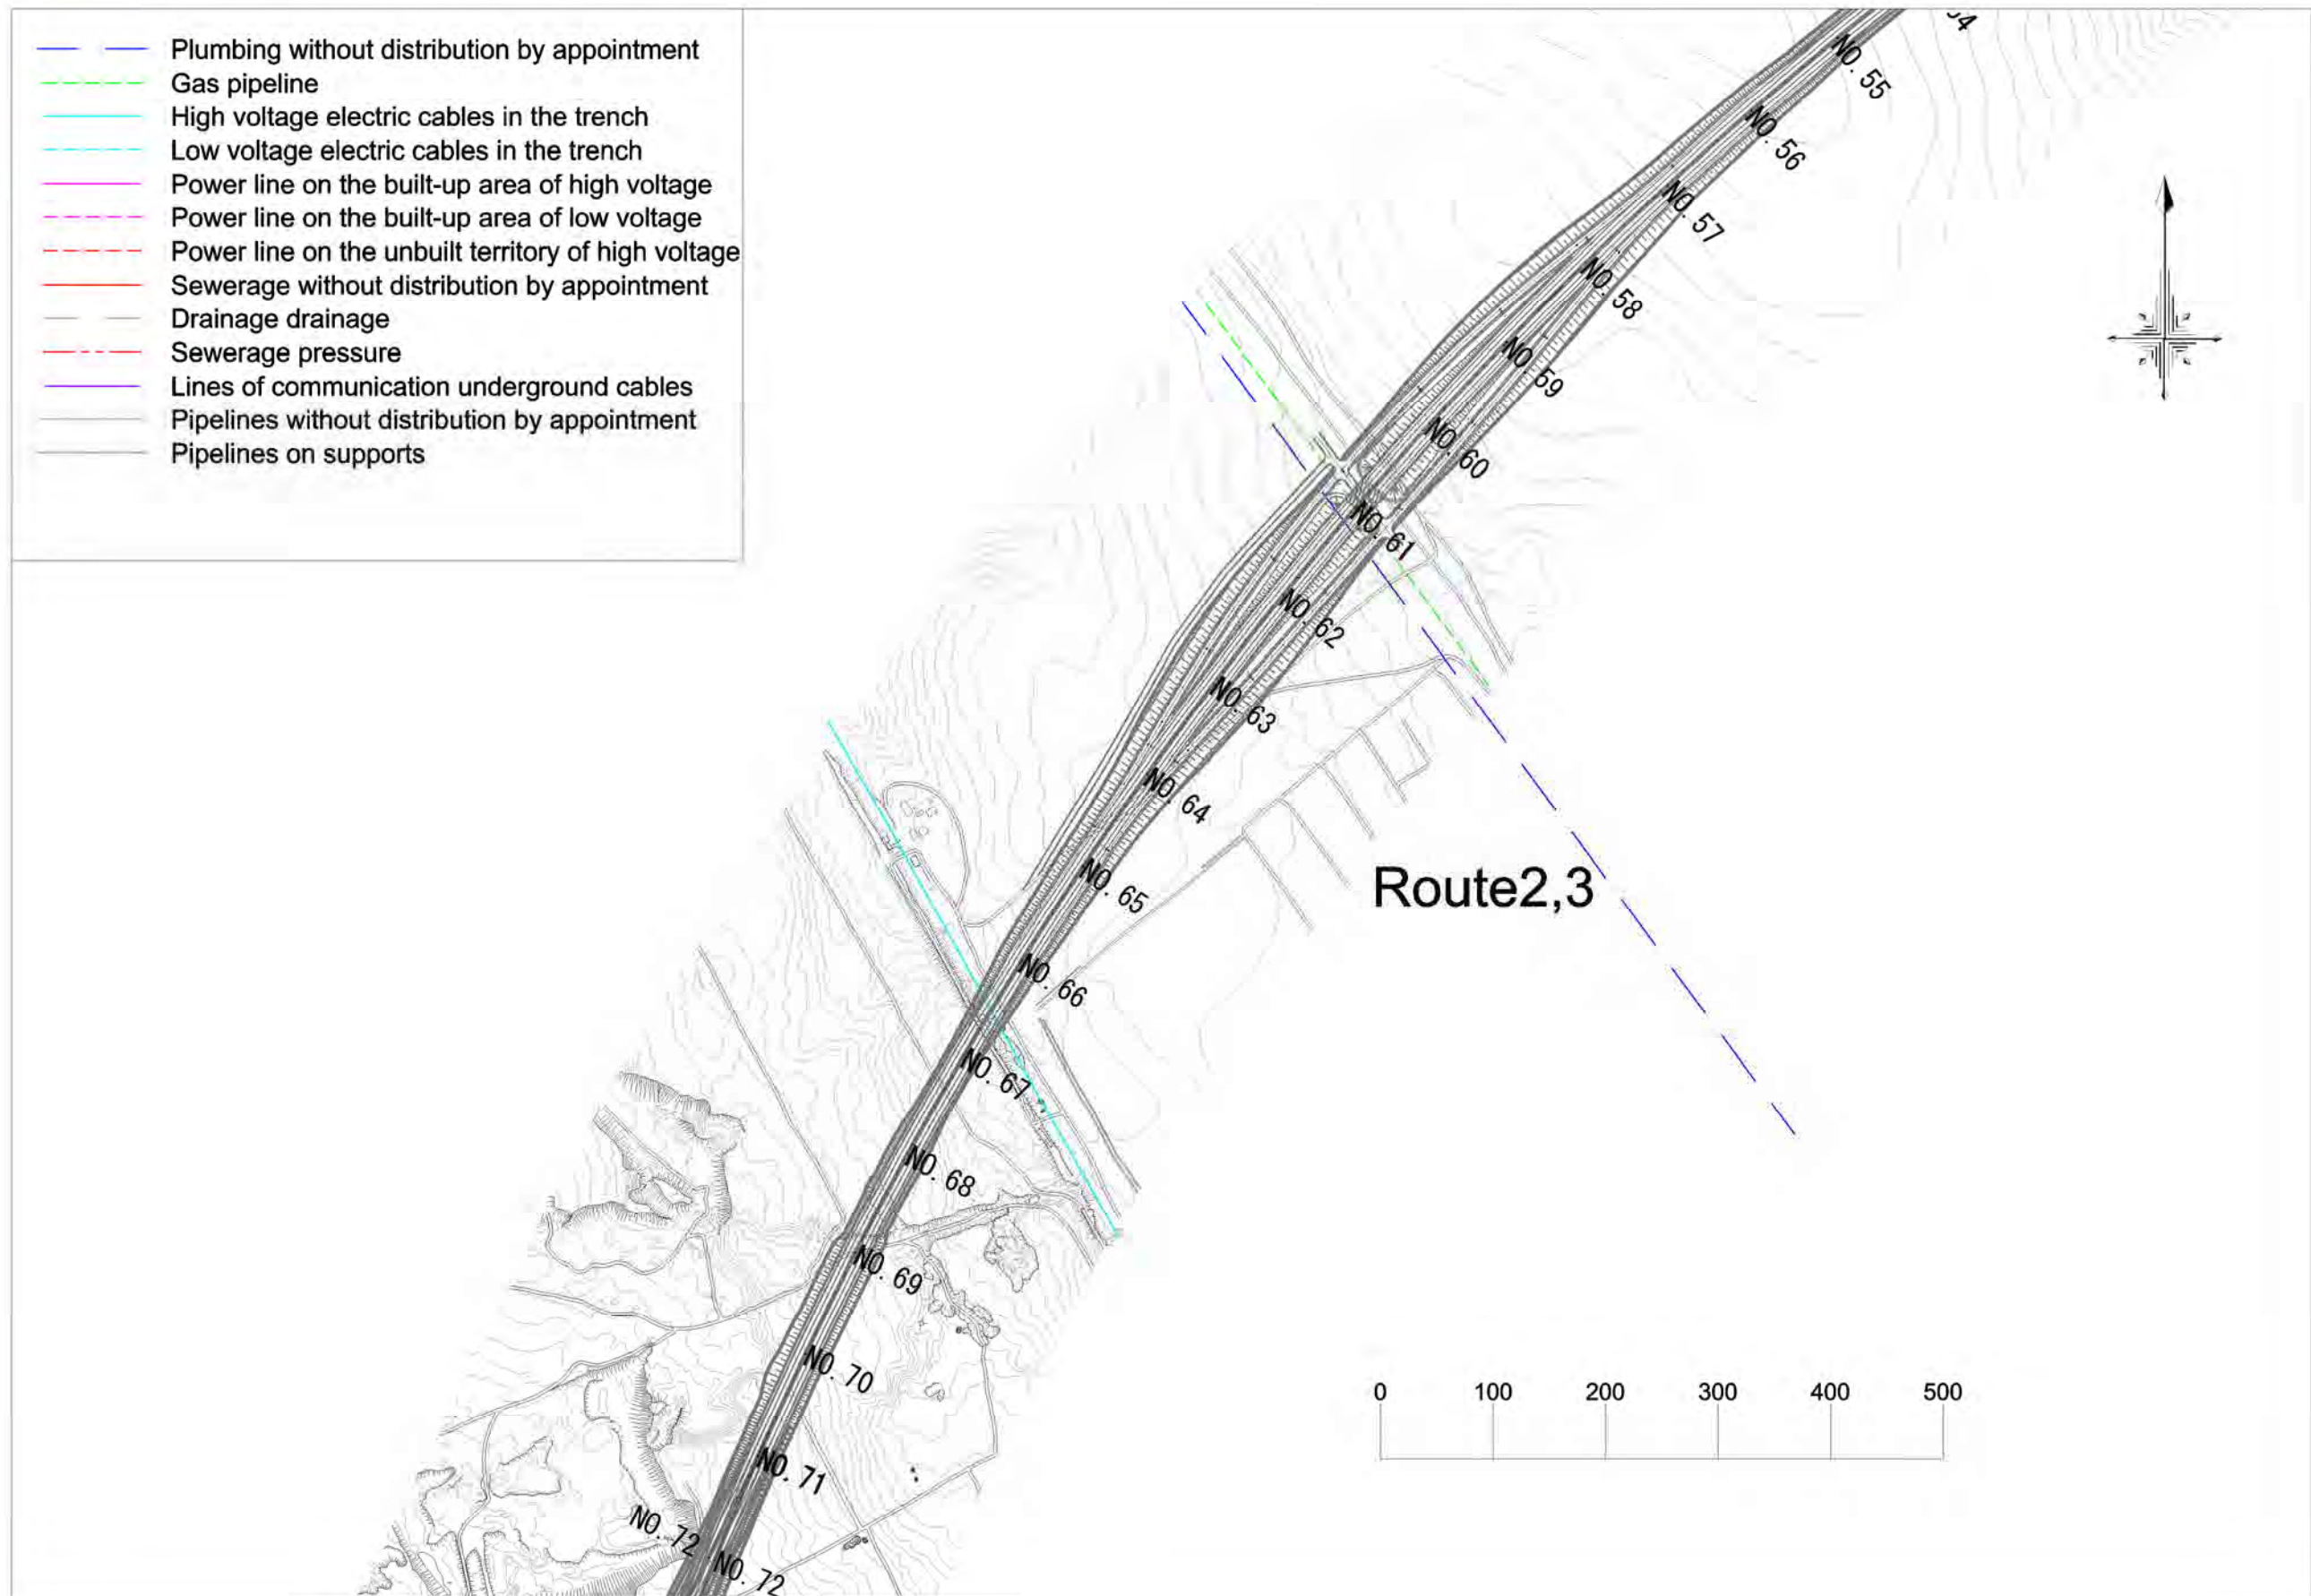 Plumbing without distribution by appointment
Gas pipeline
High voltage electric cables in the trench
Low voltage electric cables in the trench
Power line on the built-up area of high voltage
Power line on the built-up area of low voltage
Power line on the unbuilt territory of high voltage
Sewerage without distribution by appointment
Drainage drainage
Sewerage pressure
Lines of communication underground cables
Pipelines without distribution by appointment
Pipelines on supports
NO. 55
NO. 56
NO. 57
NO. 58
NO. 59
NO. 60
NO. 61
NO. 62
NO. 63
NO. 64
NO. 65
Route2,3
NO. 66
NO. 67
NO. 68
NO. 69
NO. 70
NO. 71
NO. 72
NO. 72
0 100 200 300 400 500